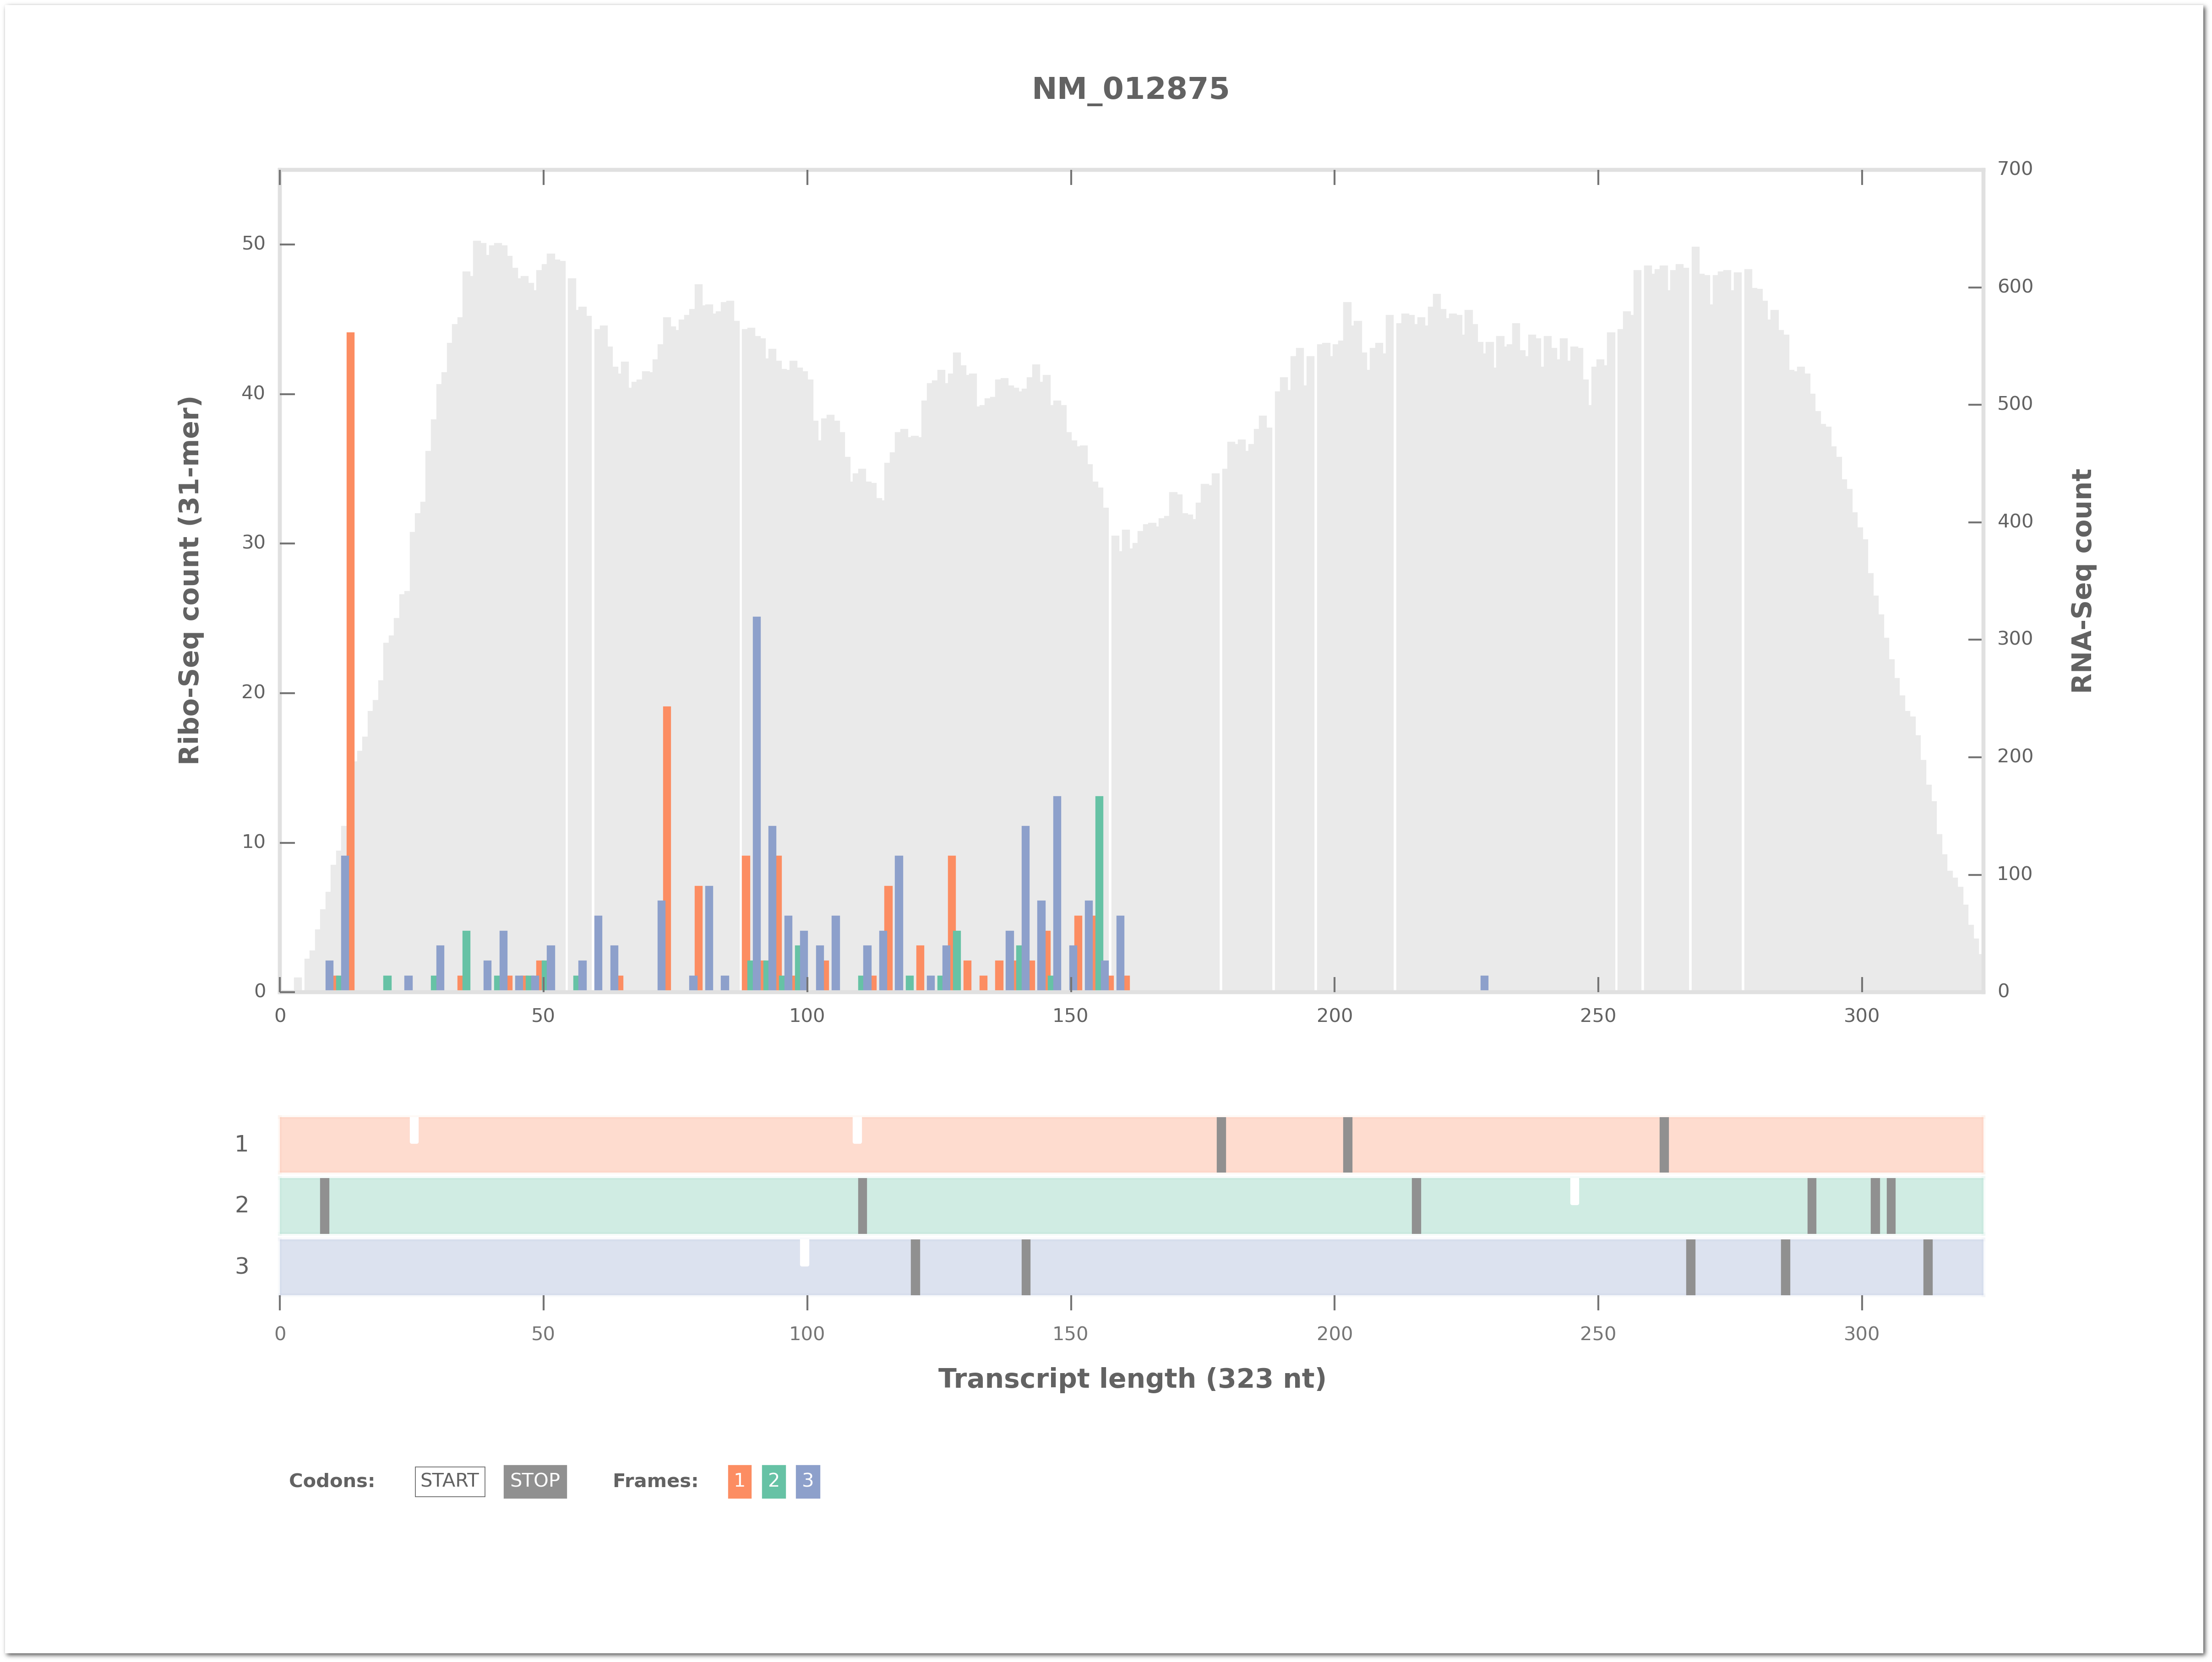 NM_012875
Ribo-Seq count (31-mer)
RNA-Seq count
50
40
30
20
10
0
700
600
500
400
300
200
100
0
0 50 100 150 200 250 300
1
2
3
0 50 100 150 200 250 300
Transcript length (323 nt)
Codons: START STOP Frames: 1 2 3